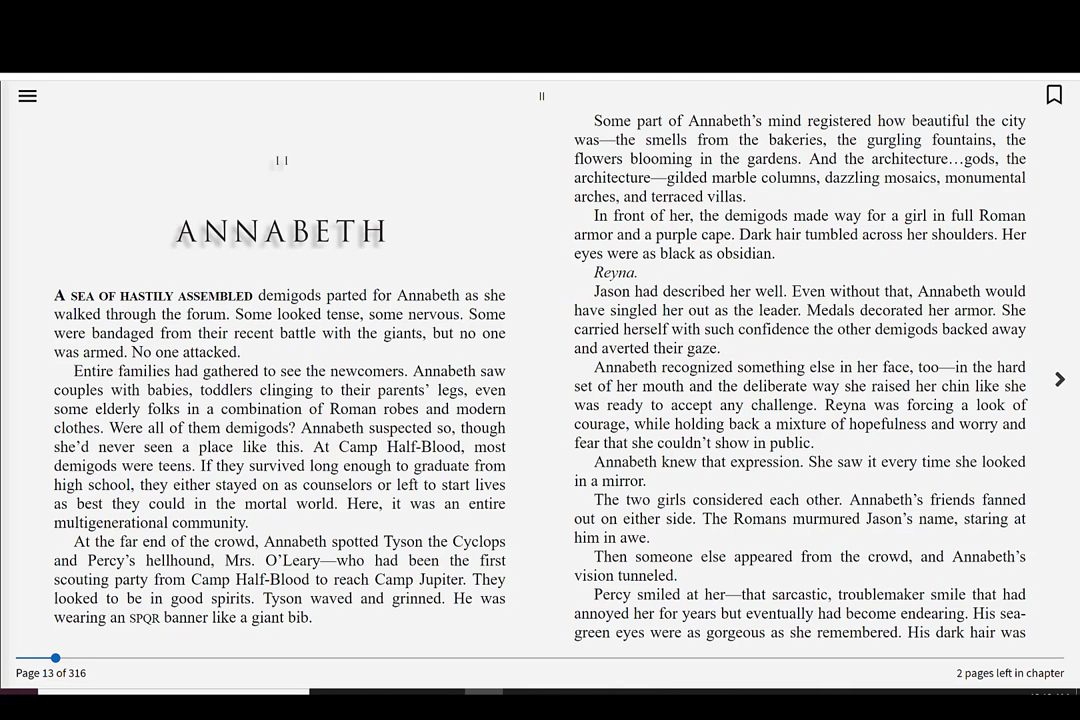 II
II
ANNABETH
A SEA OF HASTILY ASSEMBLED demigods parted for Annabeth as she
walked through the forum. Some looked tense, some nervous. Some
were bandaged from their recent battle with the giants, but no one
was armed. No one attacked.
Entire families had gathered to see the newcomers. Annabeth saw
couples with babies, toddlers clinging to their parents’ legs, even
some elderly folks in a combination of Roman robes and modern
clothes. Were all of them demigods? Annabeth suspected so, though
she’d never seen a place like this. At Camp Half-Blood, most
demigods were teens. If they survived long enough to graduate from
high school, they either stayed on as counselors or left to start lives
as best they could in the mortal world. Here, it was an entire
multigenerational community.
At the far end of the crowd, Annabeth spotted Tyson the Cyclops
and Percy’s hellhound, Mrs. O’Leary—who had been the first
scouting party from Camp Half-Blood to reach Camp Jupiter. They
looked to be in good spirits. Tyson waved and grinned. He was
wearing an SPQR banner like a giant bib.
Some part of Annabeth’s mind registered how beautiful the city
was—the smells from the bakeries, the gurgling fountains, the
flowers blooming in the gardens. And the architecture…gods, the
architecture—gilded marble columns, dazzling mosaics, monumental
arches, and terraced villas.
In front of her, the demigods made way for a girl in full Roman
armor and a purple cape. Dark hair tumbled across her shoulders. Her
eyes were as black as obsidian.
Reyna.
Jason had described her well. Even without that, Annabeth would
have singled her out as the leader. Medals decorated her armor. She
carried herself with such confidence the other demigods backed away
and averted their gaze.
Annabeth recognized something else in her face, too—in the hard
set of her mouth and the deliberate way she raised her chin like she
was ready to accept any challenge. Reyna was forcing a look of
courage, while holding back a mixture of hopefulness and worry and
fear that she couldn’t show in public.
Annabeth knew that expression. She saw it every time she looked
in a mirror.
The two girls considered each other. Annabeth’s friends fanned
out on either side. The Romans murmured Jason’s name, staring at
him in awe.
Then someone else appeared from the crowd, and Annabeth’s
vision tunneled.
Percy smiled at her—that sarcastic, troublemaker smile that had
annoyed her for years but eventually had become endearing. His sea-
green eyes were as gorgeous as she remembered. His dark hair was
Page 13 of 316
2 pages left in chapter